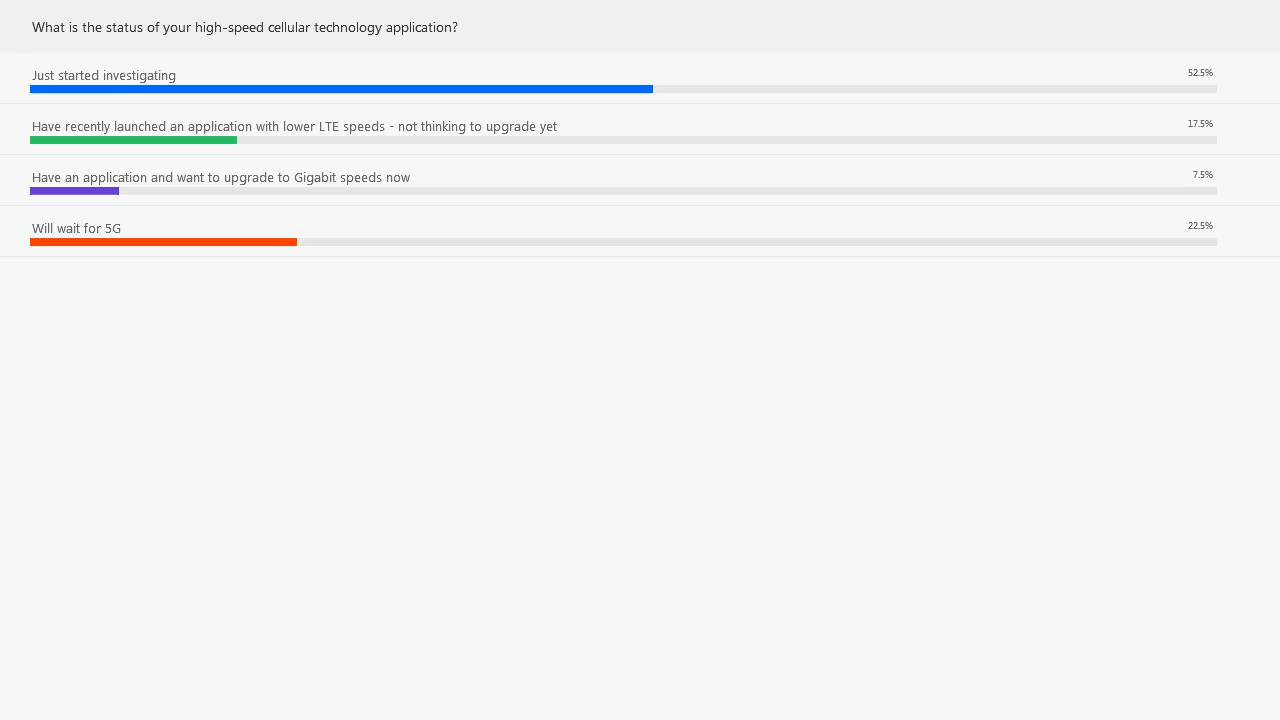 What is the status of your high-speed cellular technology application?
Just started investigating
52.5%
Have recently launched an application with lower LTE speeds - not thinking to upgrade yet
17.5%
Have an application and want to upgrade to Gigabit speeds now
7.5%
Will wait for 5G
22.5%